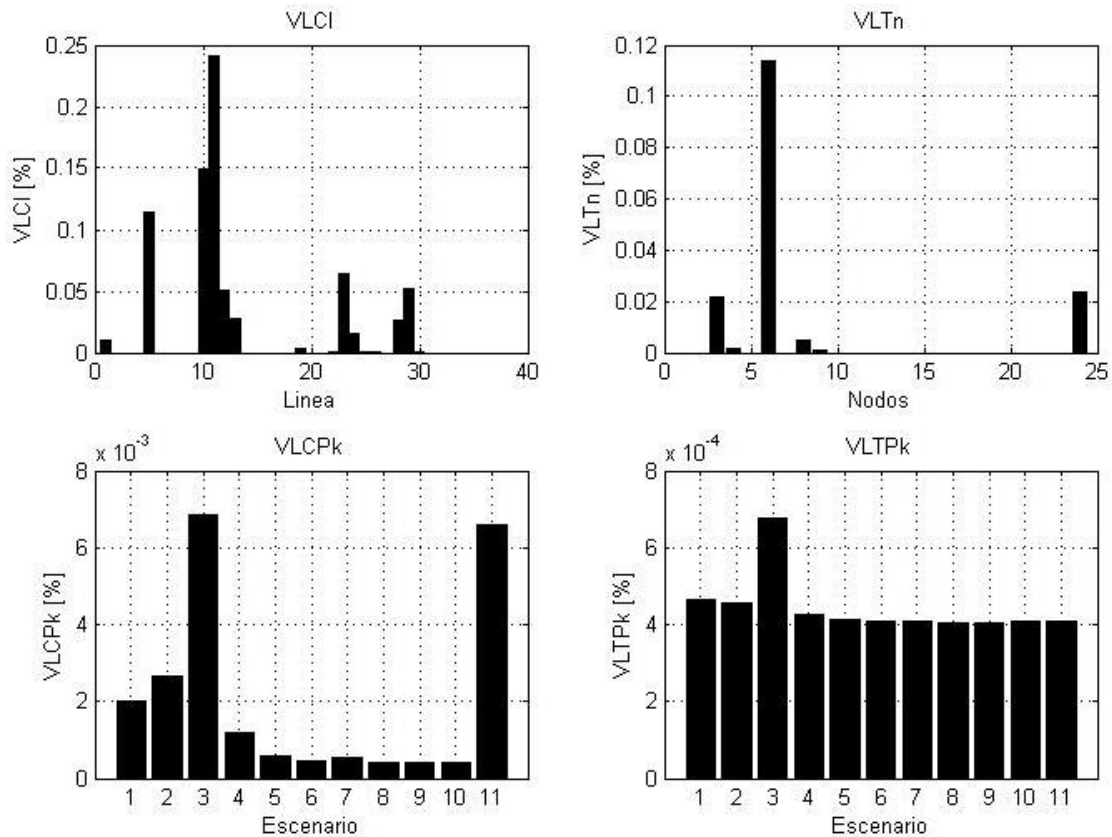 VLCl
0.25
0.2
0.15
0.1
0.05
0
VLCl [%]
0 10 20 30 40
Linea
VLTn
0.12
0.1
0.08
0.06
0.04
0.02
0
VLTn [%]
0 5 10 15 20 25
Nodos
VLCPk
x 10-3
8
6
4
2
0
VLCPk [%]
1 2 3 4 5 6 7 8 9 10 11
Escenario
VLTPk
x 10-4
8
6
4
2
0
VLTPk [%]
1 2 3 4 5 6 7 8 9 10 11
Escenario